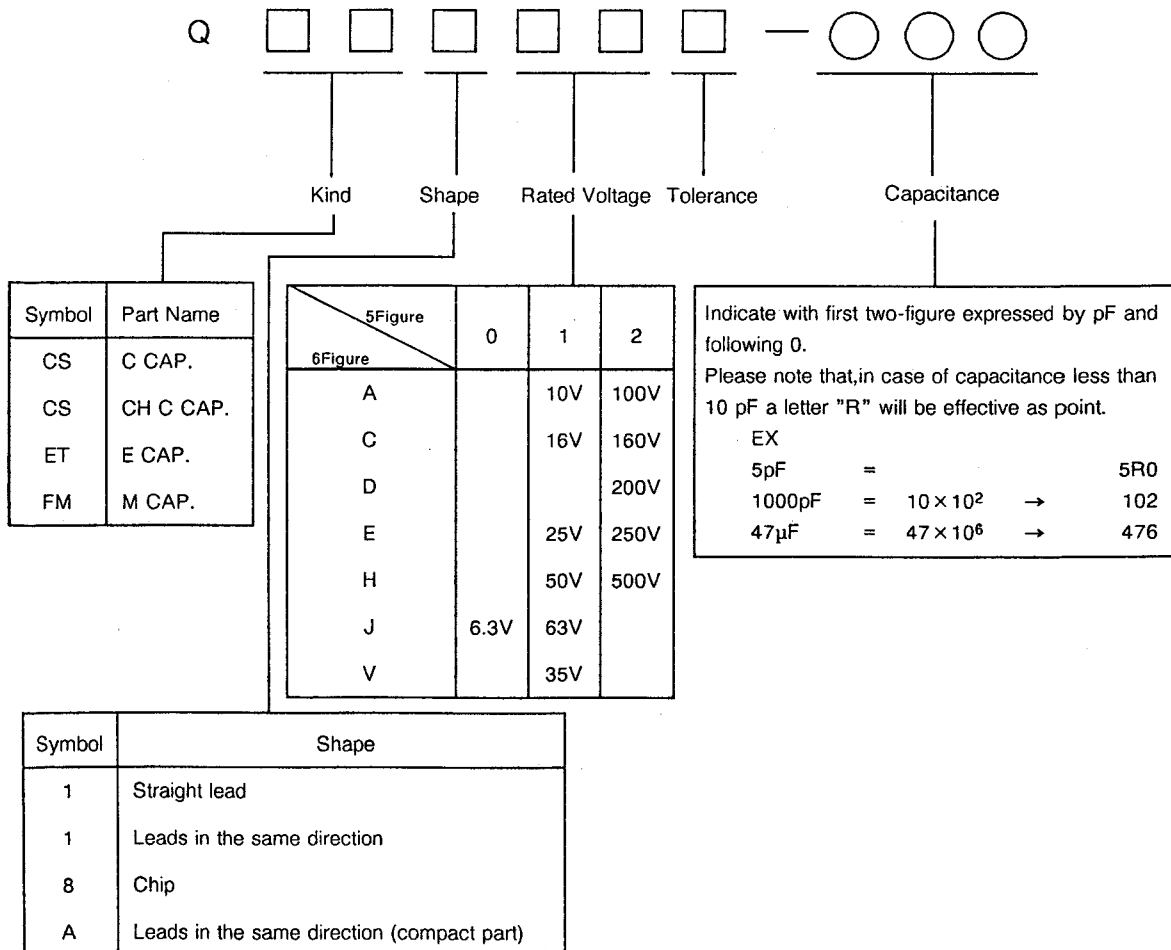 Q □ □ □ □ □ □ — ○ ○ ○
Kind Shape Rated Voltage Tolerance Capacitance
Symbol Part Name
CS C CAP.
CS CH C CAP.
ET E CAP.
FM M CAP.
5Figure
6Figure 0 1 2
A 10V 100V
C 16V 160V
D 200V
E 25V 250V
H 50V 500V
J 6.3V 63V
V 35V
Indicate with first two-figure expressed by pF and
following 0.
Please note that,in case of capacitance less than
10 pF a letter "R" will be effective as point.
EX
5pF = 5R0
1000pF = 10×10² → 102
47µF = 47×10⁶ → 476
Symbol Shape
1 Straight lead
1 Leads in the same direction
8 Chip
A Leads in the same direction (compact part)